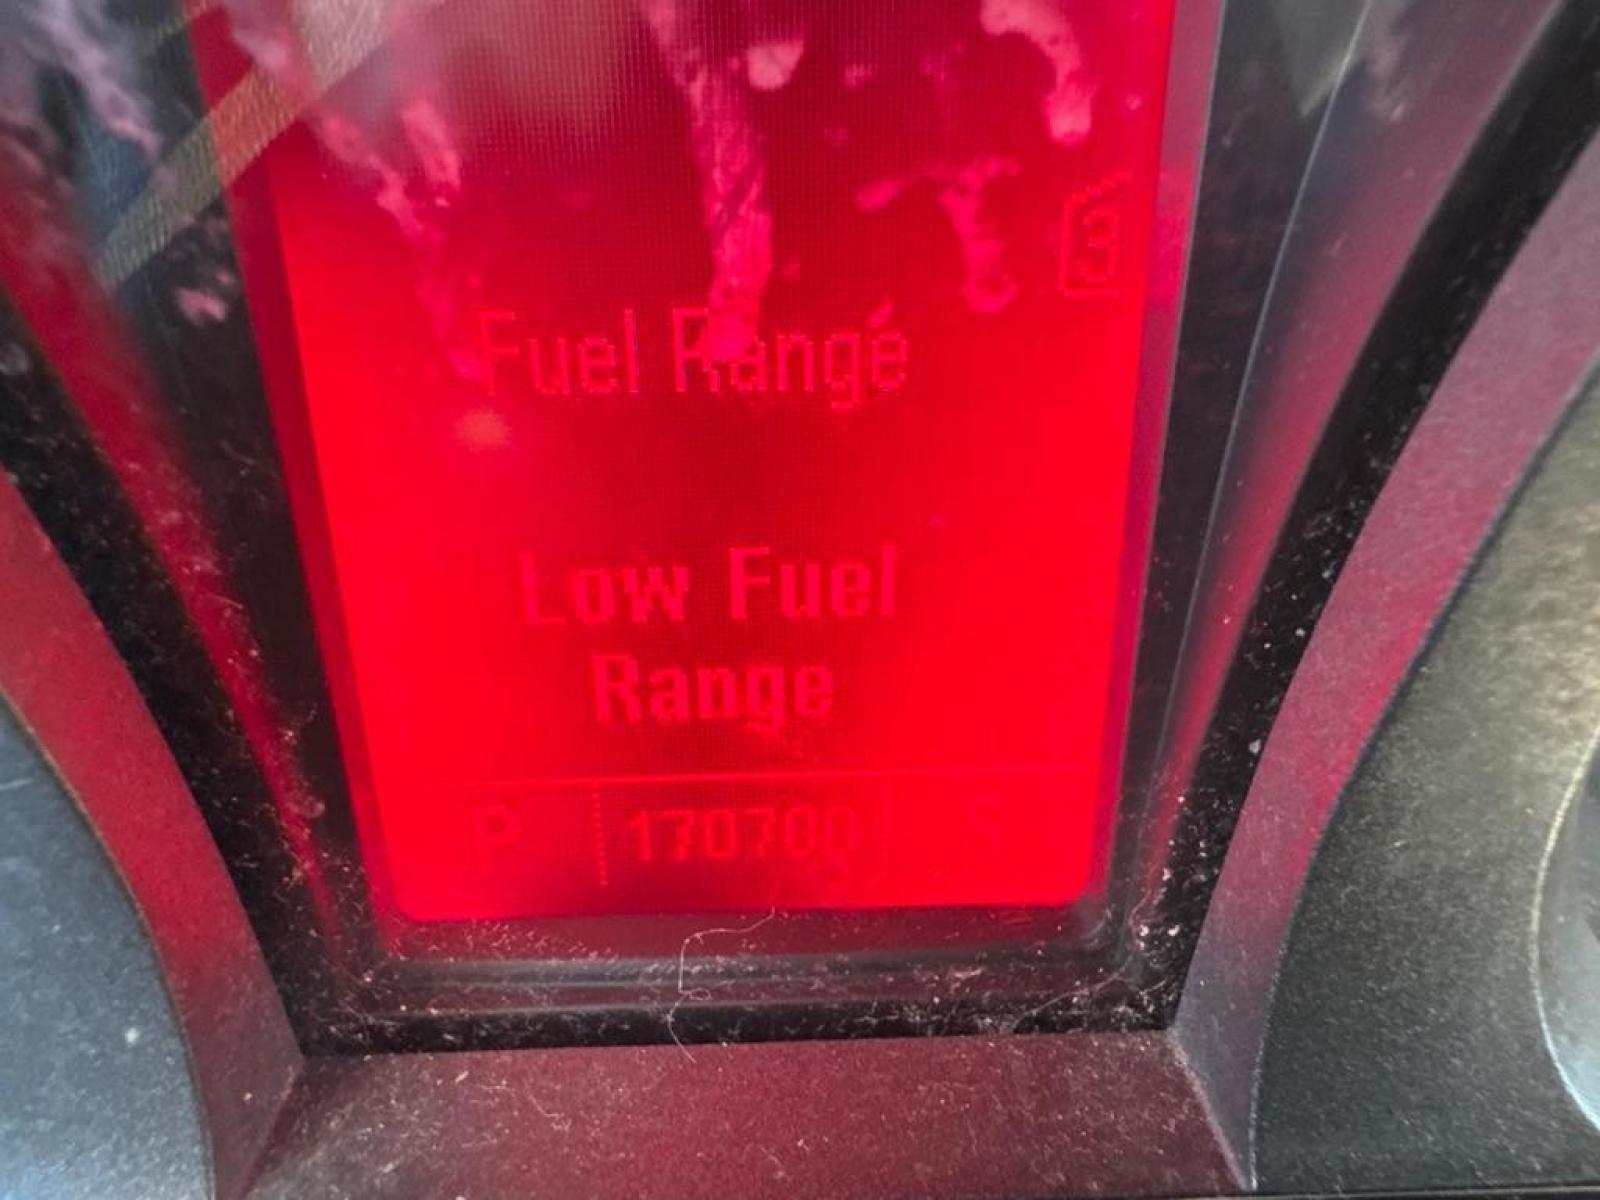 3
Fuel Range
Low Fuel
Range
P 170700 S